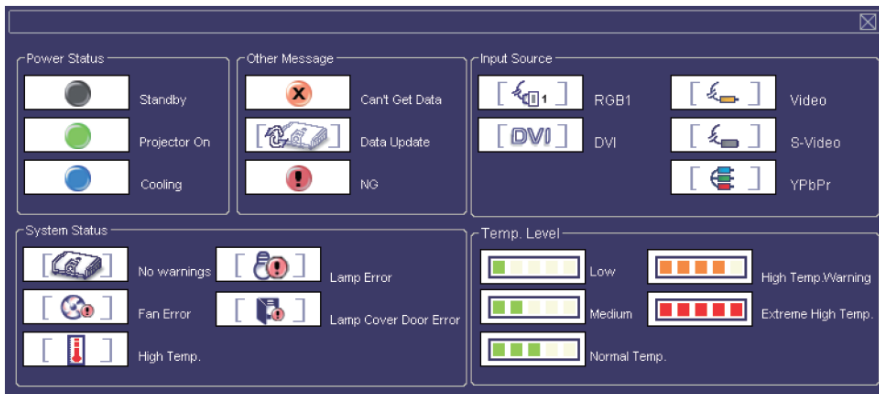 Power Status
Standby
Projector On
Cooling
Other Message
X
Can't Get Data
Data Update
!
NG
Input Source
1
RGB1
DVI
DVI
Video
S-Video
YPbPr
System Status
No warnings
!
Fan Error
High Temp.
!
Lamp Error
!
Lamp Cover Door Error
Temp. Level
Low
Medium
Normal Temp.
High Temp.Warning
Extreme High Temp.